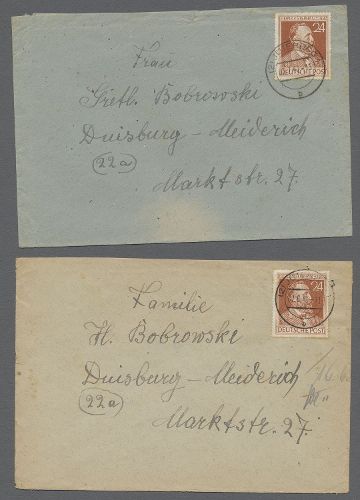 24
DEUTSCHE POST
Frau
Gretl. Bobrowski
Duisburg-Meiderich
22a
Marktstr. 27.
24
DEUTSCHE POST
Familie
H. Bobrowski
Duisburg-Meiderich
22a
Marktstr. 27.